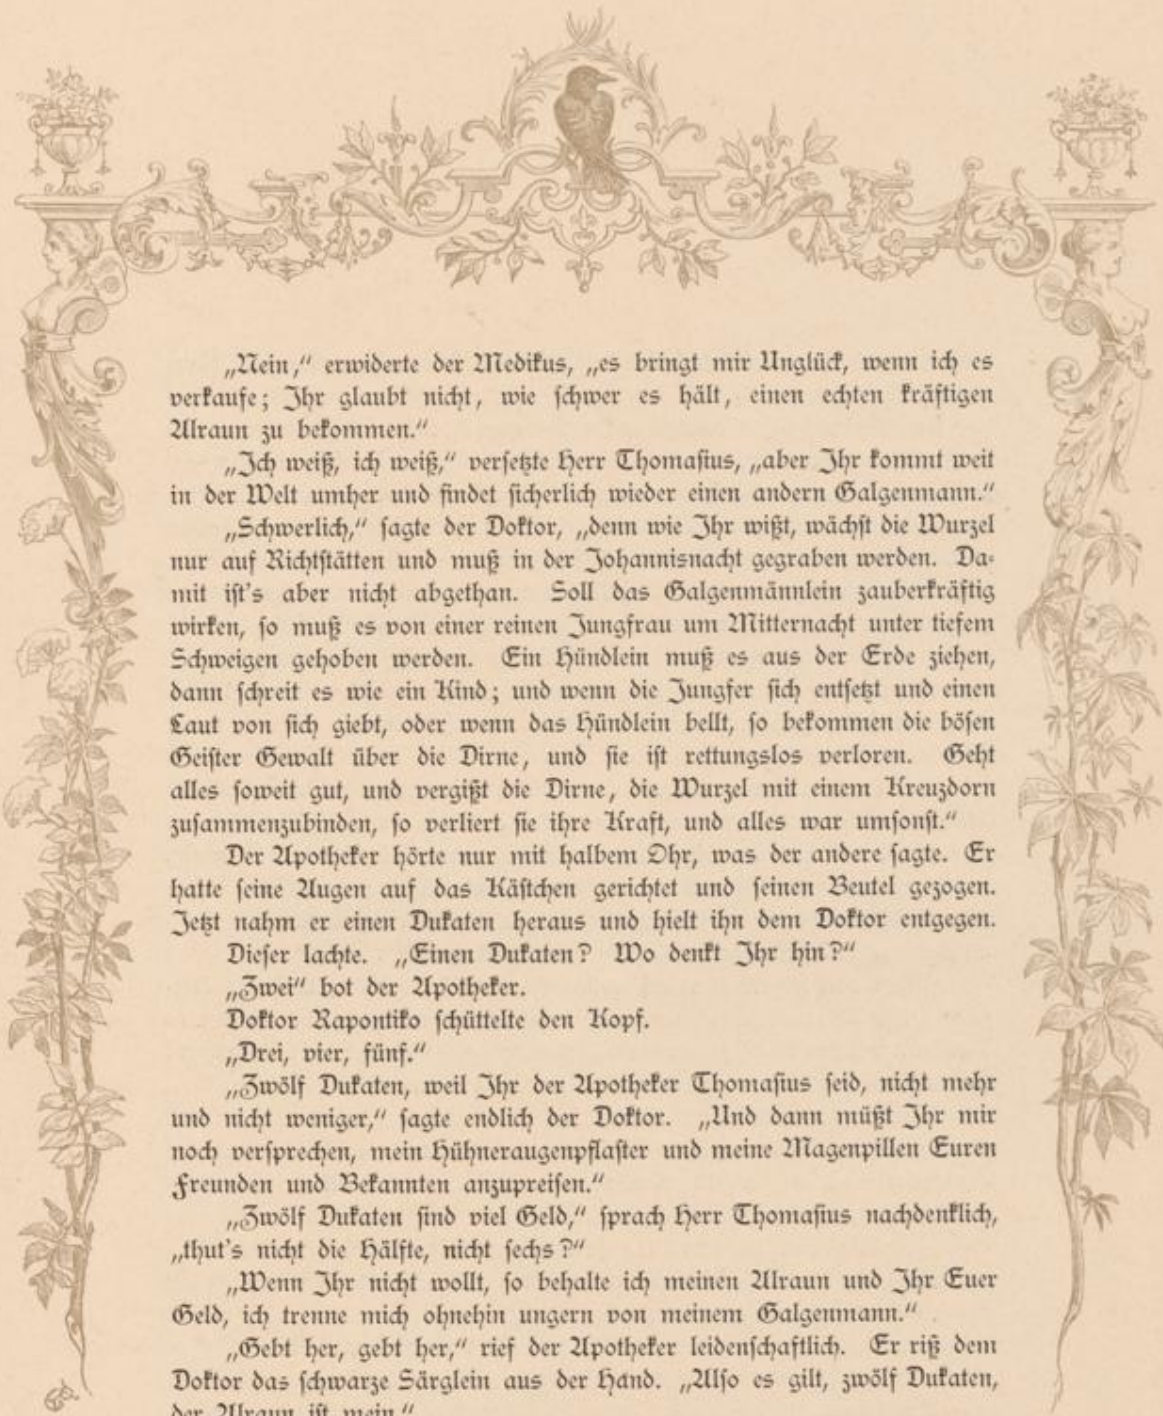 „Nein,“ erwiderte der Medikus, „es bringt mir Unglück, wenn ich es
verkaufe; Ihr glaubt nicht, wie schwer es hält, einen echten kräftigen
Alraun zu bekommen.“
„Ich weiß, ich weiß,“ versetzte Herr Thomasius, „aber Ihr kommt weit
in der Welt umher und findet sicherlich wieder einen andern Galgenmann.“
„Schwerlich,“ sagte der Doktor, „denn wie Ihr wißt, wächst die Wurzel
nur auf Richtstätten und muß in der Johannisnacht gegraben werden. Da-
mit ist's aber nicht abgethan. Soll das Galgenmännlein zauberkräftig
wirken, so muß es von einer reinen Jungfrau um Mitternacht unter tiefem
Schweigen gehoben werden. Ein Hündlein muß es aus der Erde ziehen,
dann schreit es wie ein Kind; und wenn die Jungfer sich entsetzt und einen
Laut von sich giebt, oder wenn das Hündlein bellt, so bekommen die bösen
Geister Gewalt über die Dirne, und sie ist rettungslos verloren. Geht
alles soweit gut, und vergißt die Dirne, die Wurzel mit einem Kreuzdorn
zusammenzubinden, so verliert sie ihre Kraft, und alles war umsonst.“
Der Apotheker hörte nur mit halbem Ohr, was der andere sagte. Er
hatte seine Augen auf das Kästchen gerichtet und seinen Beutel gezogen.
Jetzt nahm er einen Dukaten heraus und hielt ihn dem Doktor entgegen.
Dieser lachte. „Einen Dukaten? Wo denkt Ihr hin?“
„Zwei“ bot der Apotheker.
Doktor Rapontiko schüttelte den Kopf.
„Drei, vier, fünf.“
„Zwölf Dukaten, weil Ihr der Apotheker Thomasius seid, nicht mehr
und nicht weniger,“ sagte endlich der Doktor. „Und dann müßt Ihr mir
noch versprechen, mein Hühneraugenpflaster und meine Magenpillen Euren
Freunden und Bekannten anzupreisen.“
„Zwölf Dukaten sind viel Geld,“ sprach Herr Thomasius nachdenklich,
„thut's nicht die Hälfte, nicht sechs?“
„Wenn Ihr nicht wollt, so behalte ich meinen Alraun und Ihr Euer
Geld, ich trenne mich ohnehin ungern von meinem Galgenmann.“
„Gebt her, gebt her,“ rief der Apotheker leidenschaftlich. Er riß dem
Doktor das schwarze Särglein aus der Hand. „Also es gilt, zwölf Dukaten,
der Alraun ist mein.“